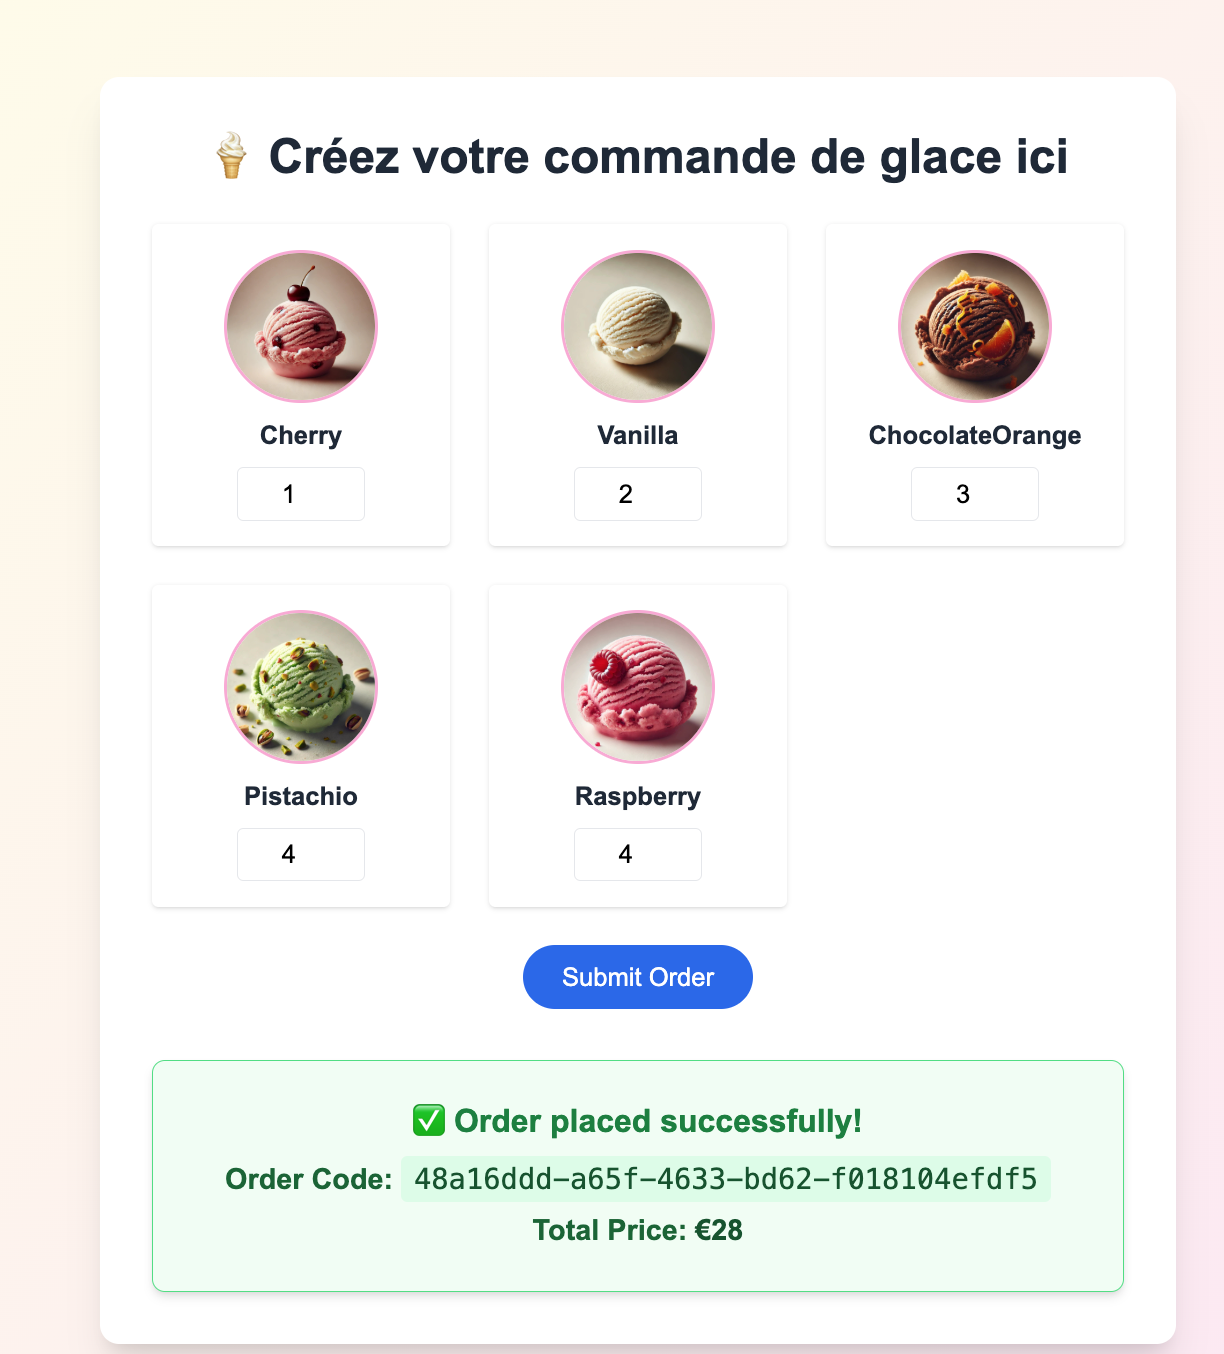 🍦 Créez votre commande de glace ici
Cherry
1
Vanilla
2
ChocolateOrange
3
Pistachio
4
Raspberry
4
Submit Order
✅ Order placed successfully!
Order Code: 48a16ddd-a65f-4633-bd62-f018104efdf5
Total Price: €28